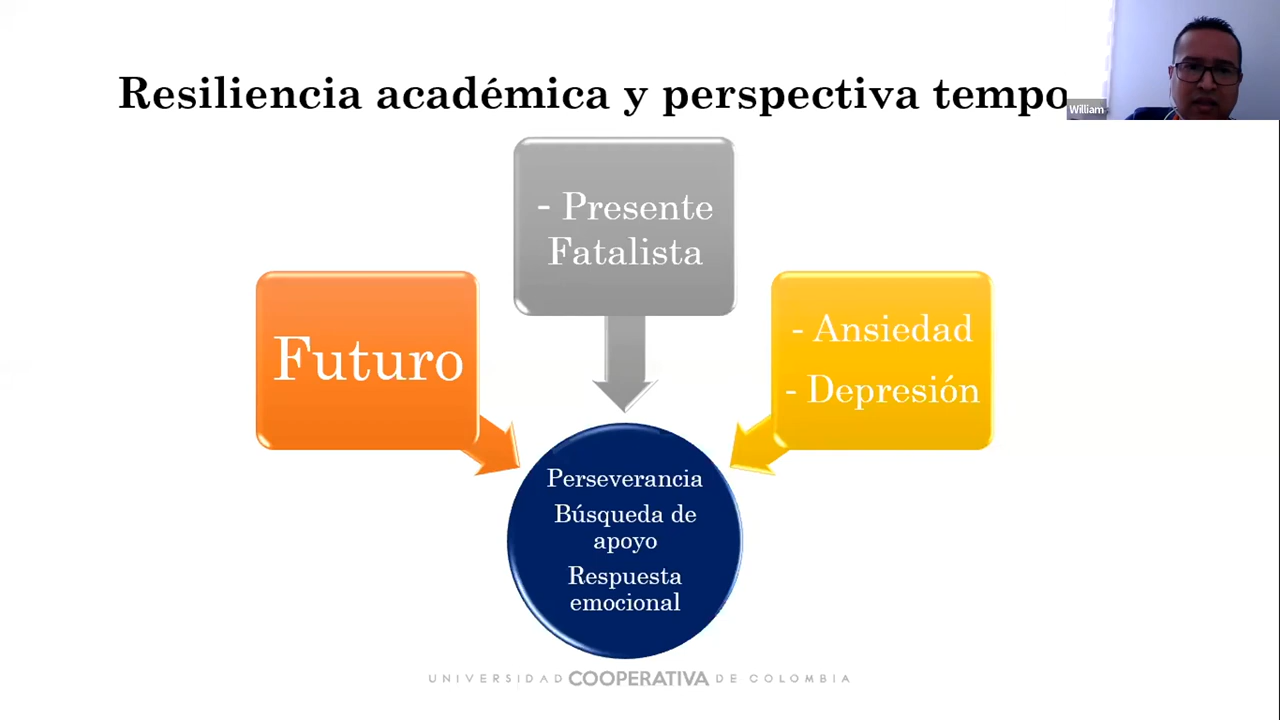 Resiliencia académica y perspectiva tempo
William
- Presente
Fatalista
Futuro
- Ansiedad
- Depresión
Perseverancia
Búsqueda de
apoyo
Respuesta
emocional
UNIVERSIDAD COOPERATIVA DE COLOMBIA